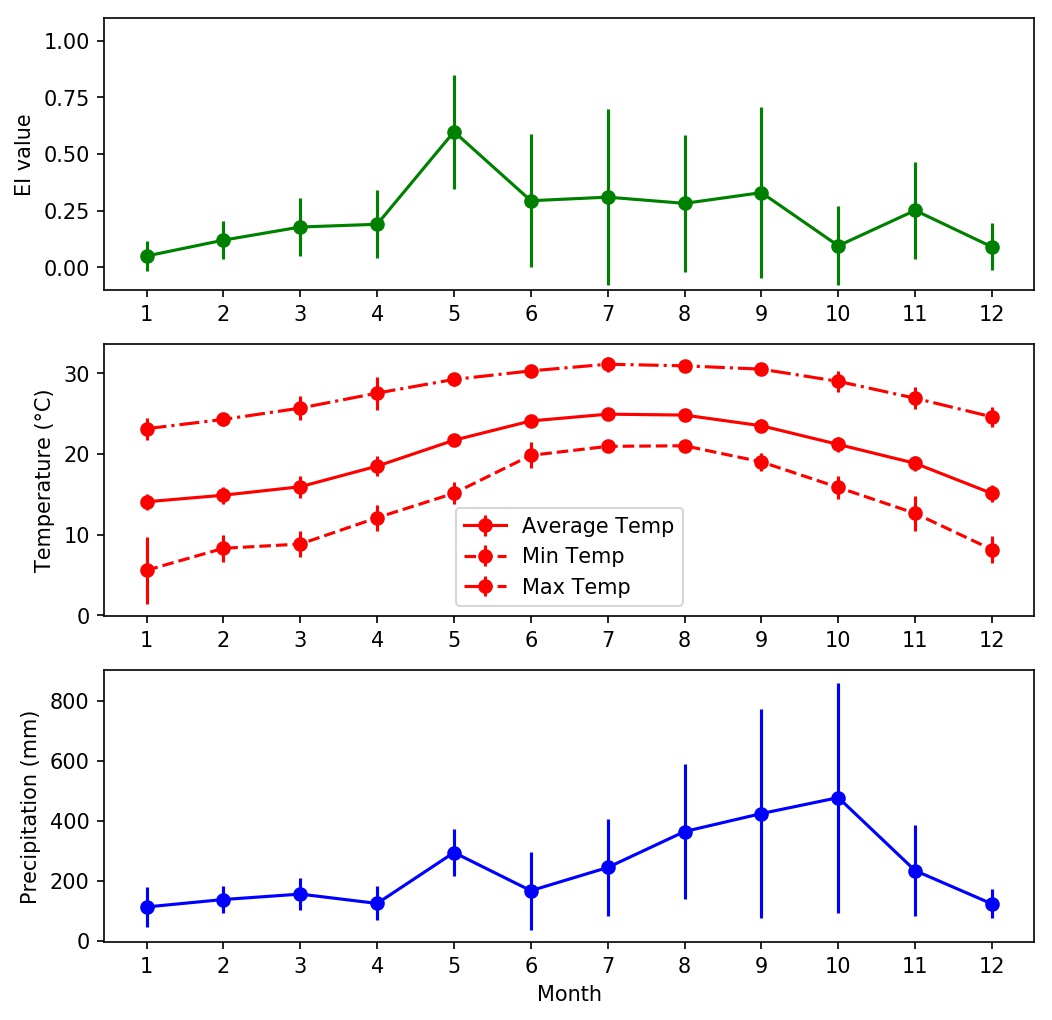 1.00
0.75
0.50
0.25
0.00
EI value
1 2 3 4 5 6 7 8 9 10 11 12
30
20
10
0
Temperature (°C)
Average Temp
Min Temp
Max Temp
1 2 3 4 5 6 7 8 9 10 11 12
800
600
400
200
0
Precipitation (mm)
1 2 3 4 5 6 7 8 9 10 11 12
Month